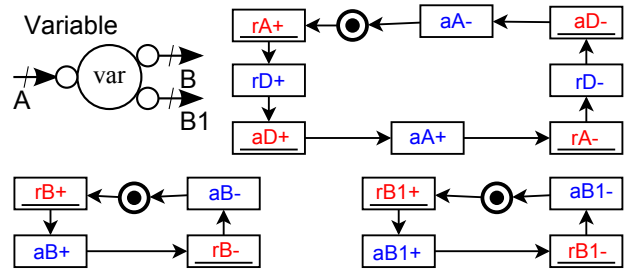 Variable
var
A
B
B1
rA+ aA- aD-
rD+ rD-
aD+ aA+ rA-
rB+ aB-
aB+ rB-
rB1+ aB1-
aB1+ rB1-